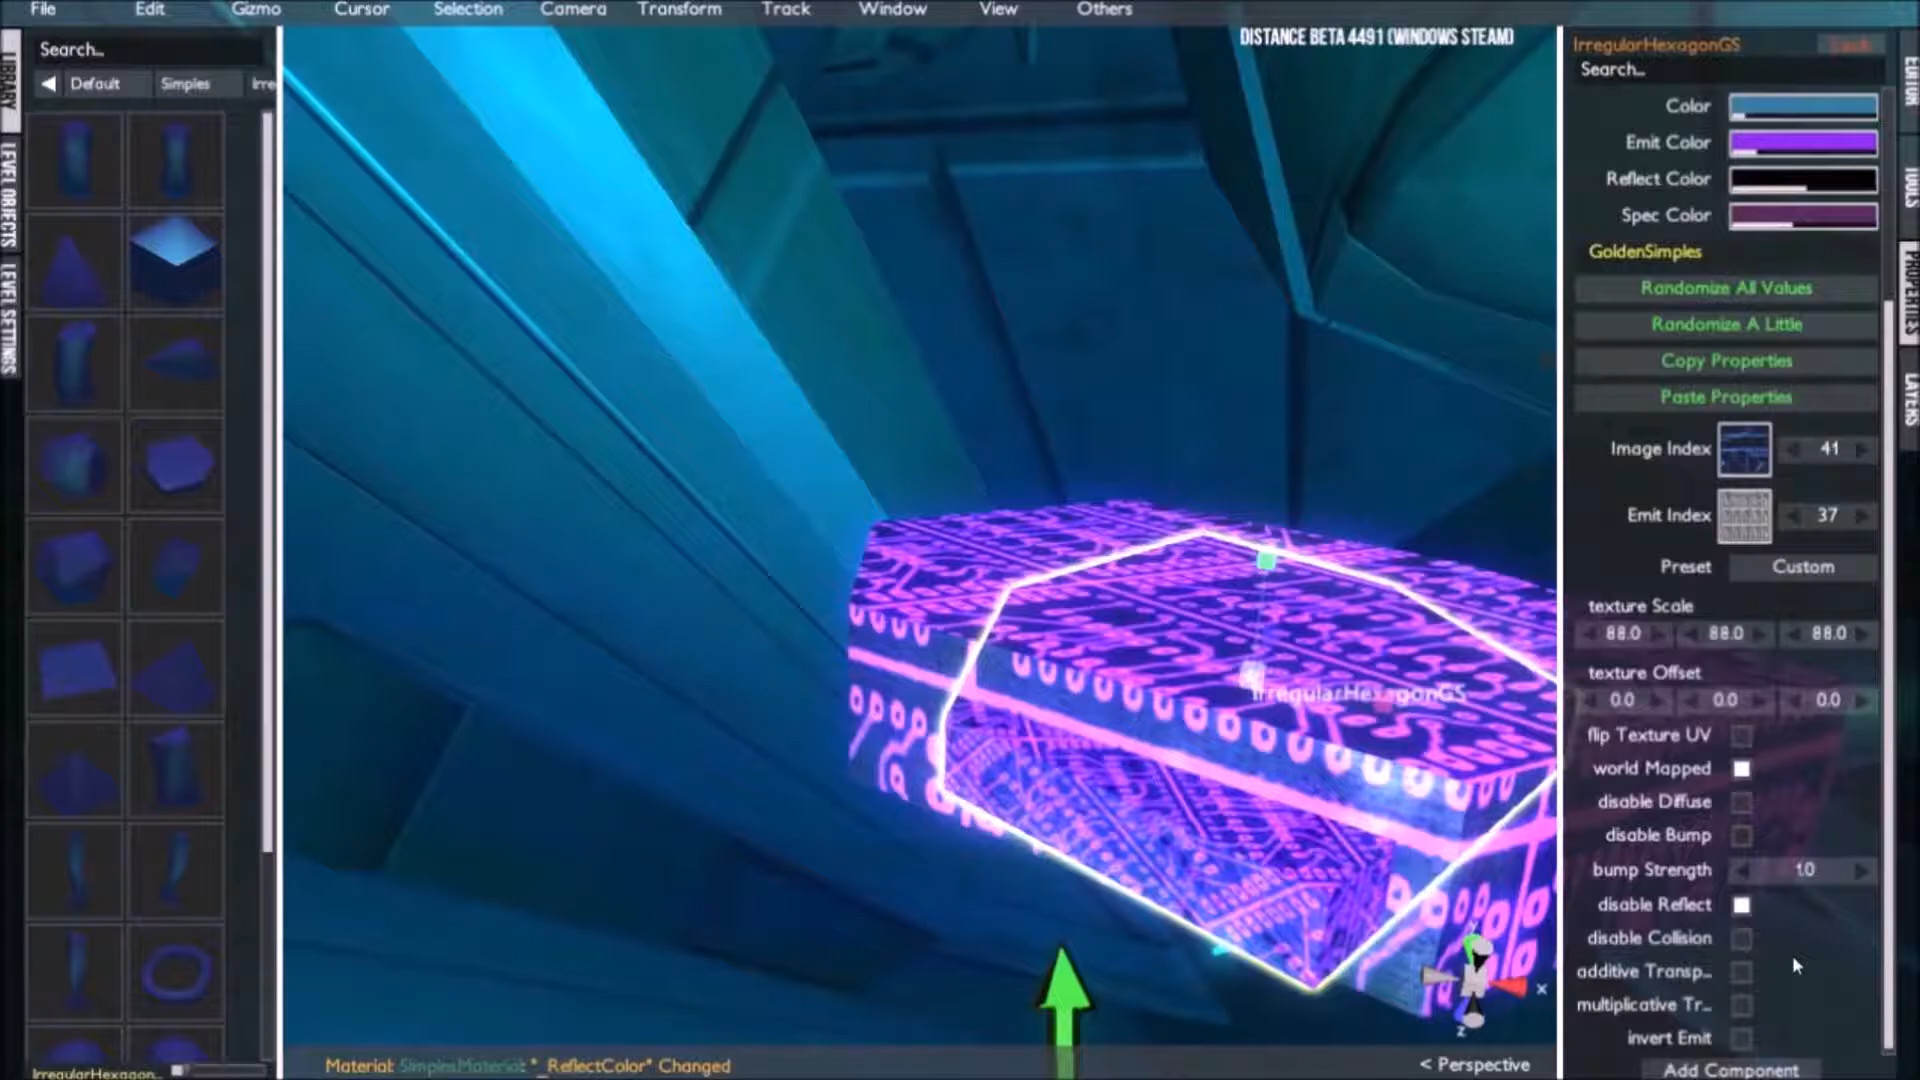 File Edit Gizmo Cursor Selection Camera Transform Track Window View Others
LIBRARY
LEVEL OBJECTS
LEVEL SETTINGS
Search...
Default Simples Irre
IrregularHexagon...
DISTANCE BETA 4491 (WINDOWS STEAM)
IrregularHexagonGS
Material: SimplesMaterial: "_ReflectColor" Changed
< Perspective
X
Z
IrregularHexagonGS
Search...
Color
Emit Color
Reflect Color
Spec Color
GoldenSimples
Randomize All Values
Randomize A Little
Copy Properties
Paste Properties
Image Index 41
Emit Index 37
Preset Custom
texture Scale
88.0 88.0 88.0
texture Offset
0.0 0.0 0.0
flip Texture UV
world Mapped
disable Diffuse
disable Bump
bump Strength 1.0
disable Reflect
disable Collision
additive Transp...
multiplicative Tr...
invert Emit
Add Component
EDITOR
TOOLS
PROPERTIES
LAYERS